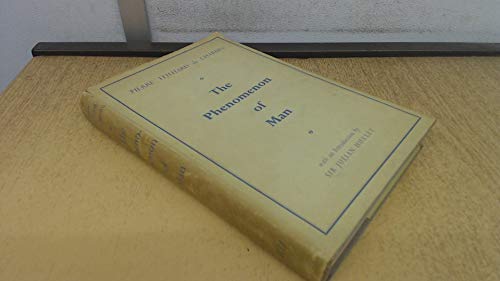 PIERRE TEILHARD de CHARDIN
The
Phenomenon
of
Man
with an Introduction by
SIR JULIAN HUXLEY